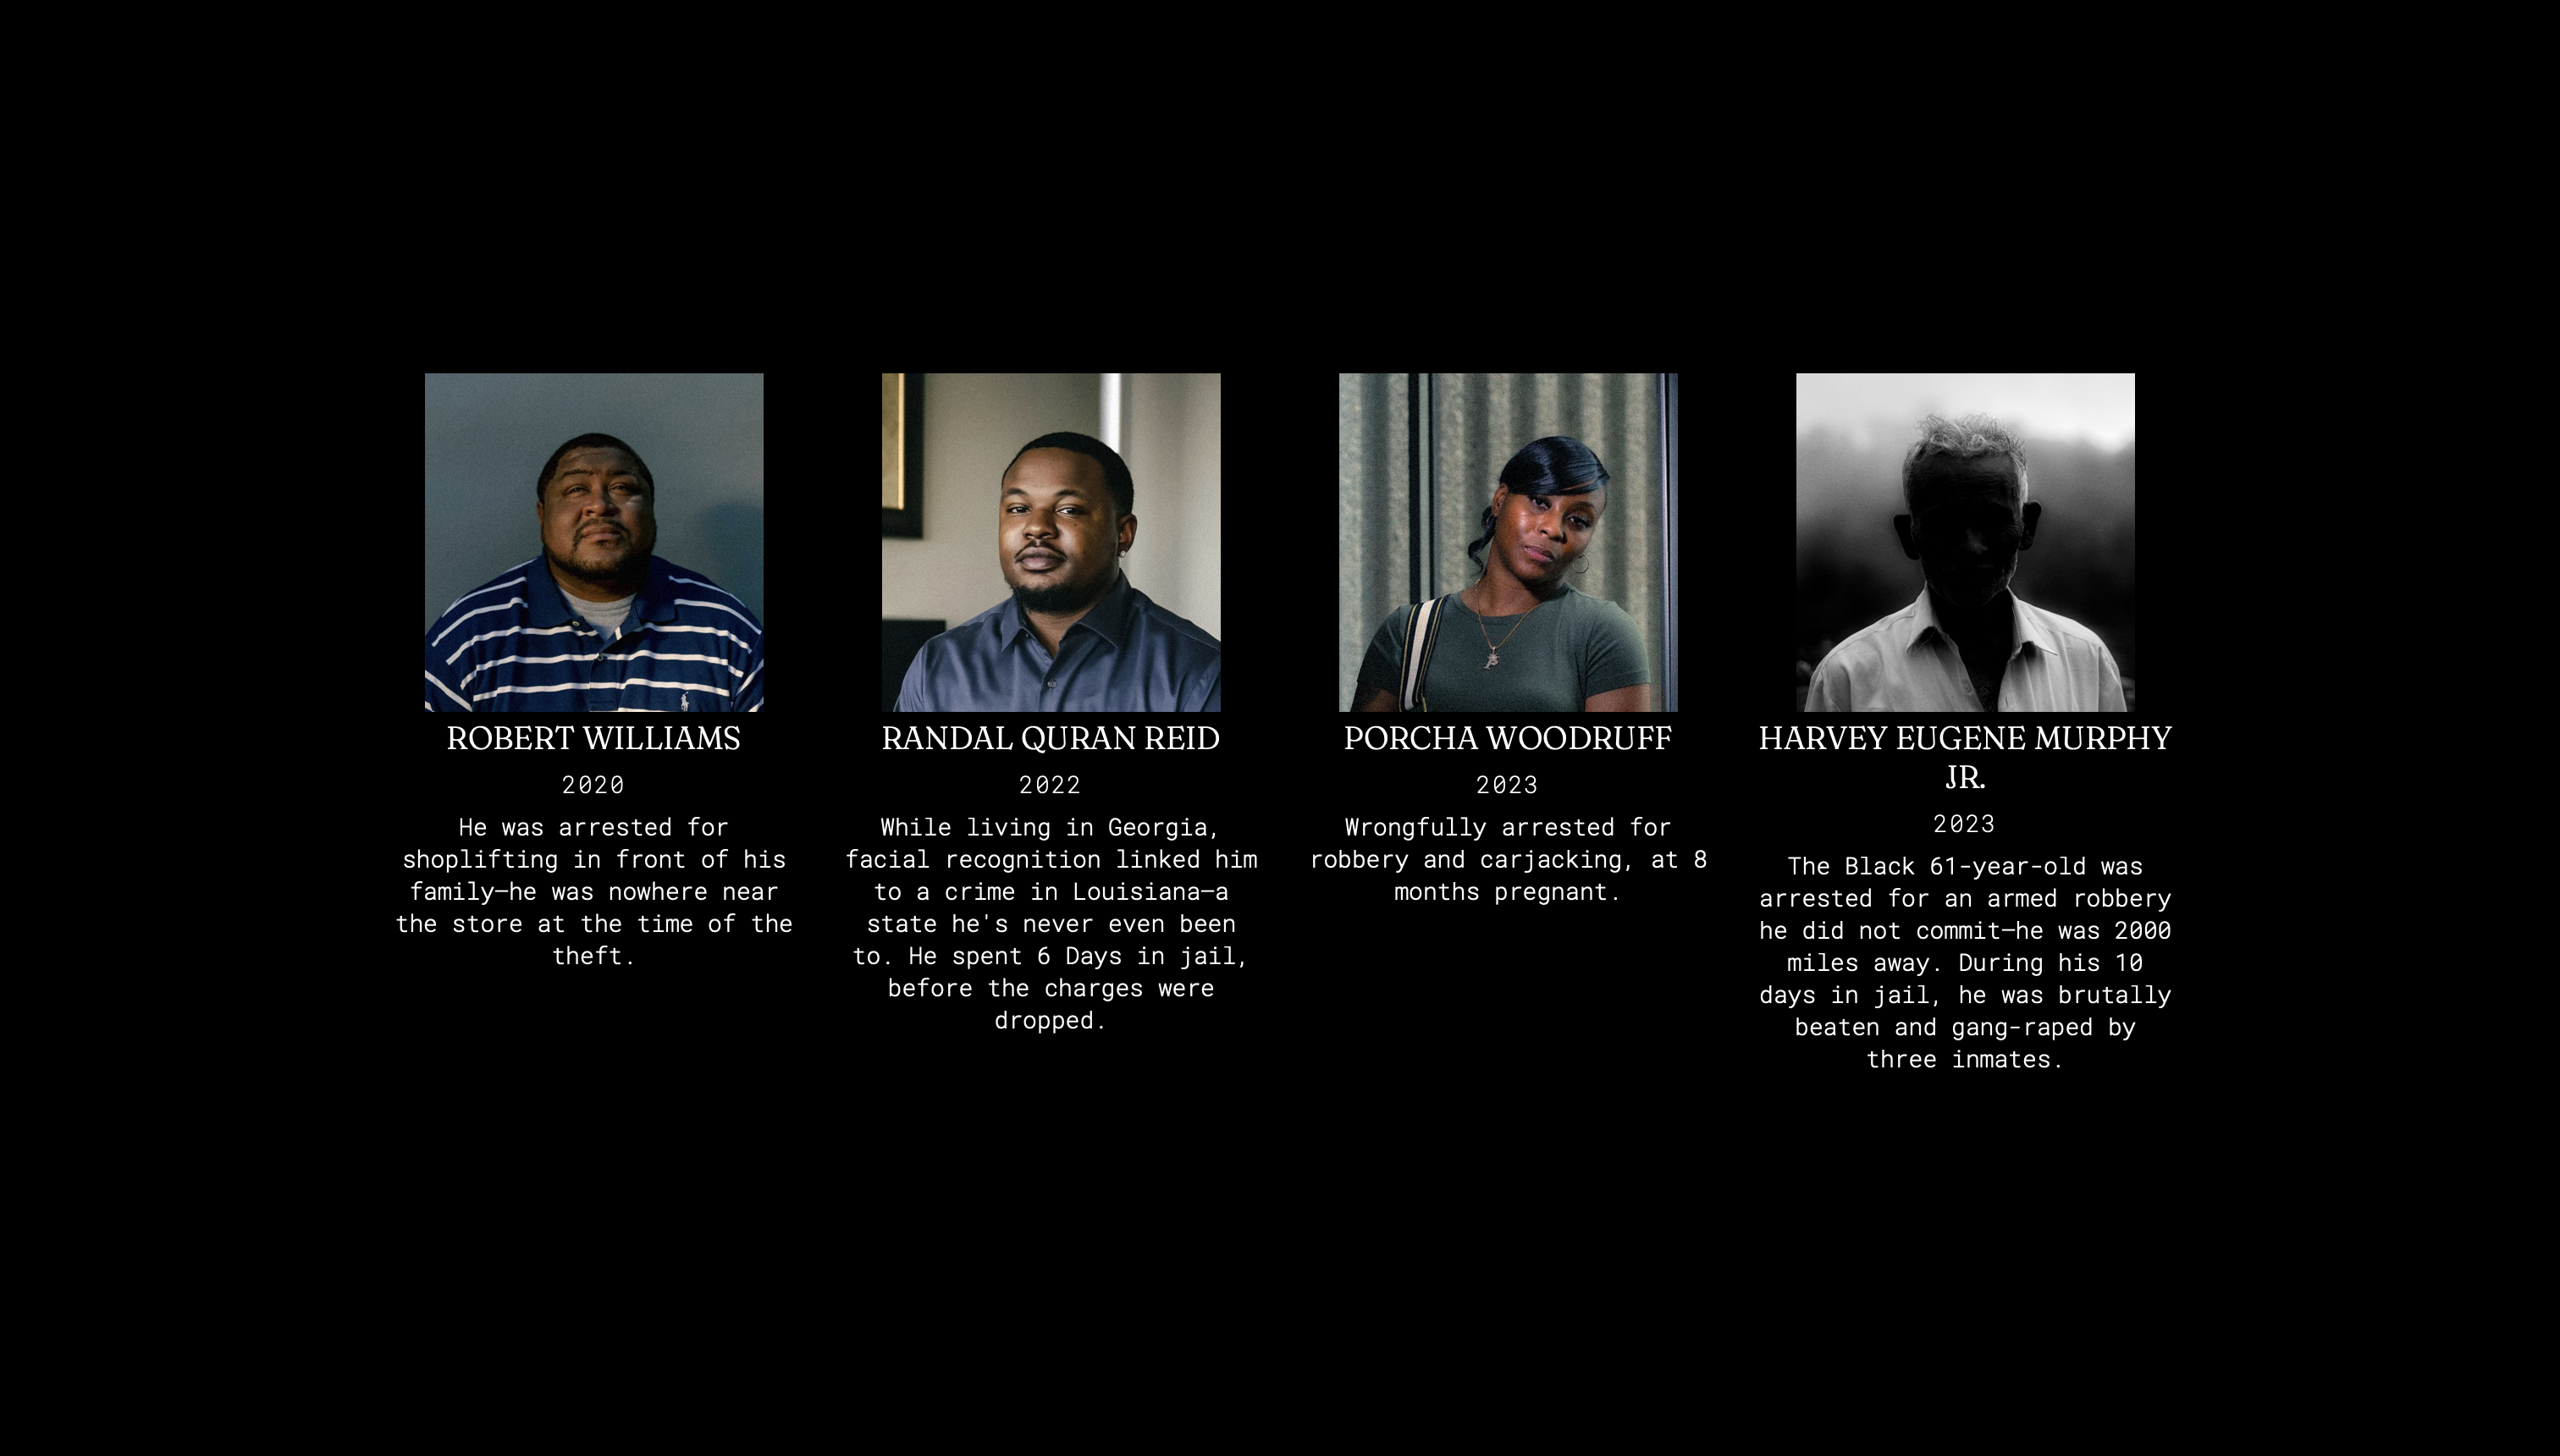 ROBERT WILLIAMS
2020
He was arrested for
shoplifting in front of his
family—he was nowhere near
the store at the time of the
theft.
RANDAL QURAN REID
2022
While living in Georgia,
facial recognition linked him
to a crime in Louisiana—a
state he's never even been
to. He spent 6 Days in jail,
before the charges were
dropped.
PORCHA WOODRUFF
2023
Wrongfully arrested for
robbery and carjacking, at 8
months pregnant.
HARVEY EUGENE MURPHY
JR.
2023
The Black 61-year-old was
arrested for an armed robbery
he did not commit—he was 2000
miles away. During his 10
days in jail, he was brutally
beaten and gang-raped by
three inmates.